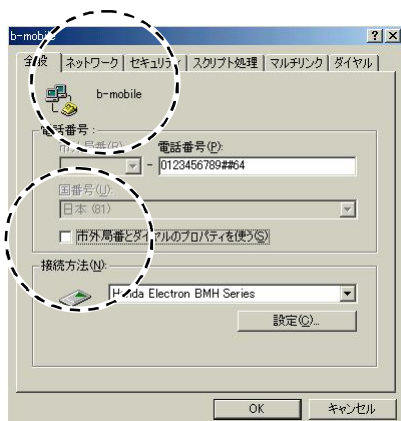 b-mobile
全般 ネットワーク セキュリティ スクリプト処理 マルチリンク ダイヤル
b-mobile
電話番号:
市外局番(R): 電話番号(P):
- 0123456789##64
国番号(U):
日本 (81)
市外局番とダイヤルのプロパティを使う(S)
接続方法(N):
Honda Electron BMH Series
設定(C)...
OK キャンセル